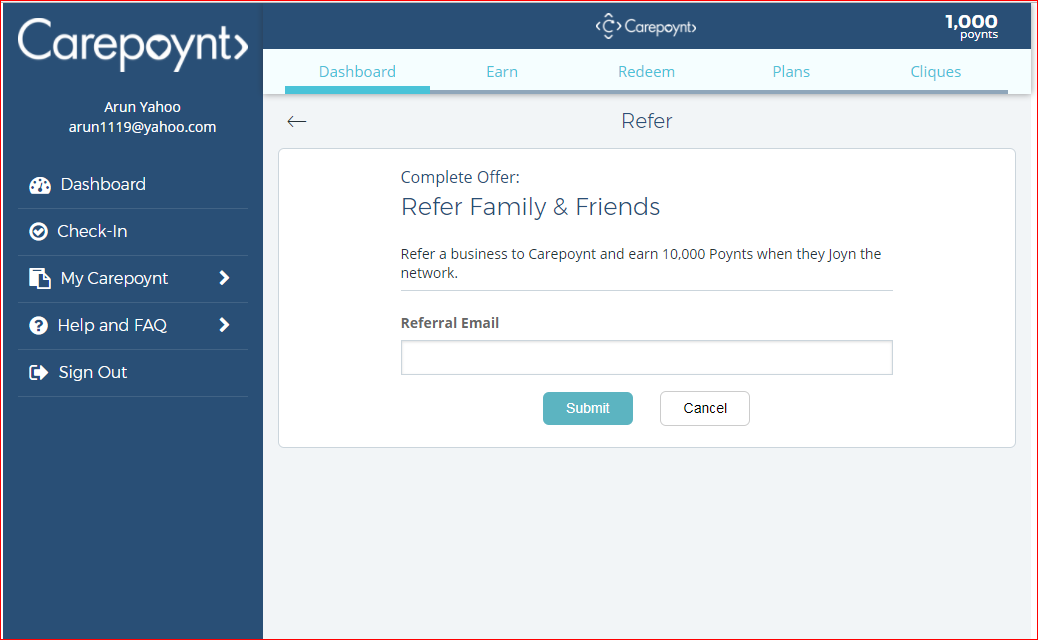 Carepoynt
Arun Yahoo
arun1119@yahoo.com
Dashboard
Check-In
My Carepoynt
Help and FAQ
Sign Out
Carepoynt
1,000
poynts
Dashboard Earn Redeem Plans Cliques
Refer
Complete Offer:
Refer Family & Friends
Refer a business to Carepoynt and earn 10,000 Poynts when they Joyn the
network.
Referral Email
Submit Cancel